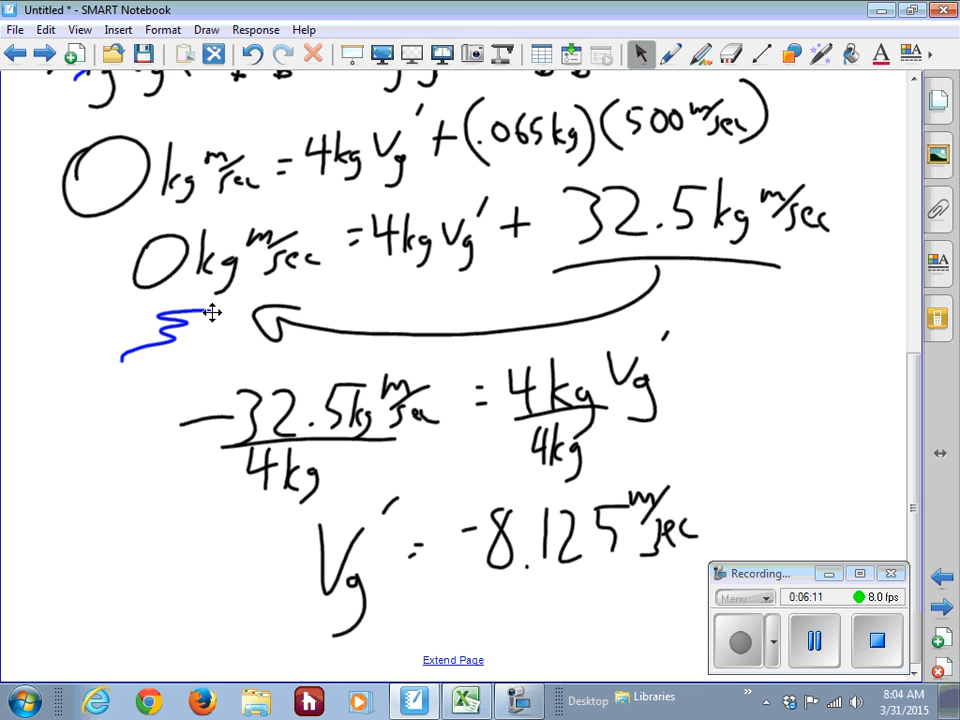 Untitled * - SMART Notebook
File Edit View Insert Format Draw Response Help
0 kg m/sec = 4kg Vg' + (.065kg)(500 m/sec)
0 kg m/sec = 4kg Vg' + 32.5 kg m/sec
-32.5 kg m/sec = 4kg Vg'
4kg 4kg
Vg' = -8.125 m/sec
Recording...
Menu 0:06:11 8.0 fps
Extend Page
Desktop Libraries »
8:04 AM
3/31/2015